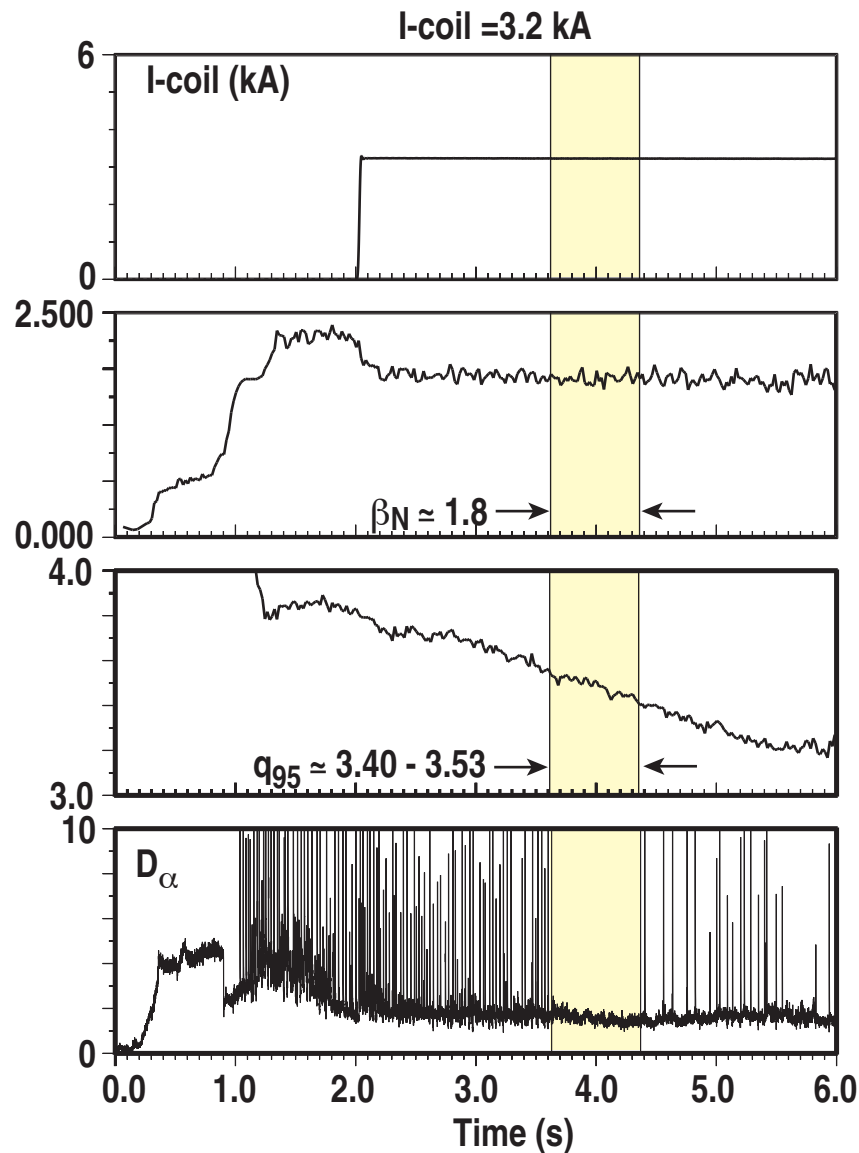 I-coil =3.2 kA
6
I-coil (kA)
0
2.500
βN ≃ 1.8
0.000
4.0
q95 ≃ 3.40 - 3.53
3.0
10
Dα
0
0.0 1.0 2.0 3.0 4.0 5.0 6.0
Time (s)